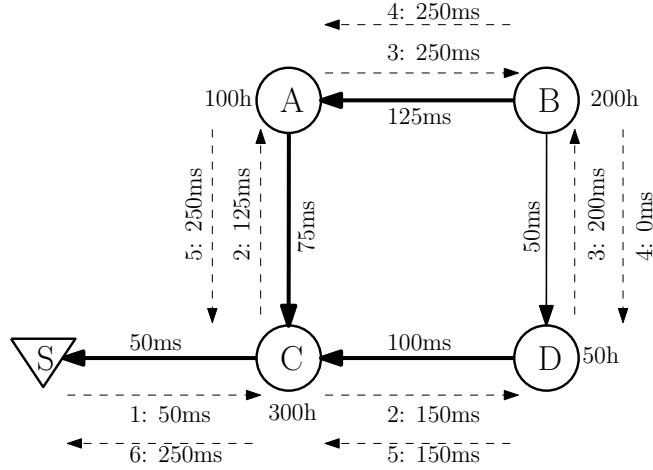 4: 250ms
3: 250ms
100h
A
B
200h
125ms
5: 250ms
2: 125ms
75ms
50ms
3: 200ms
4: 0ms
S
50ms
C
100ms
D
50h
1: 50ms
300h
2: 150ms
6: 250ms
5: 150ms